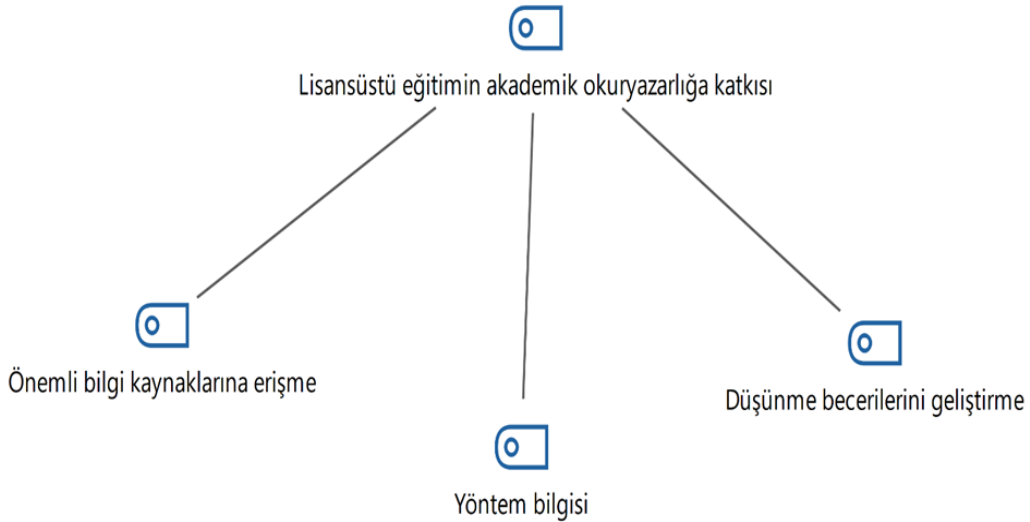 Lisansüstü eğitimin akademik okuryazarlığa katkısı
Önemli bilgi kaynaklarına erişme
Düşünme becerilerini geliştirme
Yöntem bilgisi